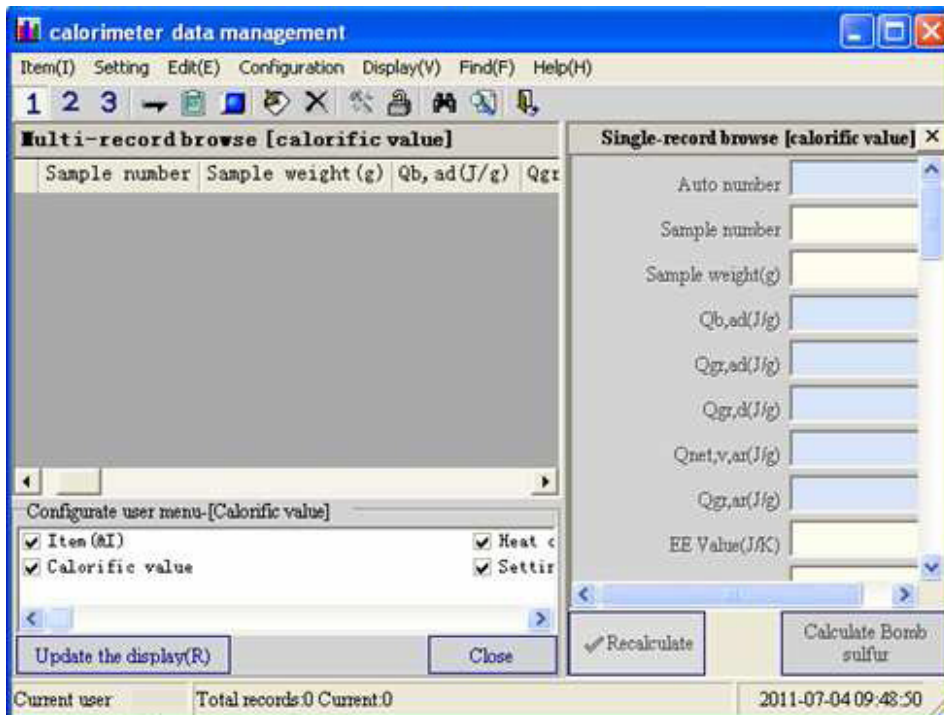 calorimeter data management
Item(I) Setting Edit(E) Configuration Display(V) Find(F) Help(H)
1 2 3
Multi-record browse [calorific value]
Sample number Sample weight(g) Qb,ad(J/g) Qgr
Configurate user menu-[Calorific value]
Item(&I) Heat c
Calorific value Settin
Update the display(R) Close
Single-record browse [calorific value]
Auto number
Sample number
Sample weight(g)
Qb,ad(J/g)
Qgr,ad(J/g)
Qgr,d(J/g)
Qnet,v,ar(J/g)
Qgr,ar(J/g)
EE Value(J/K)
Recalculate
Calculate Bomb
sulfur
Current user Total records:0 Current:0 2011-07-04 09:48:50